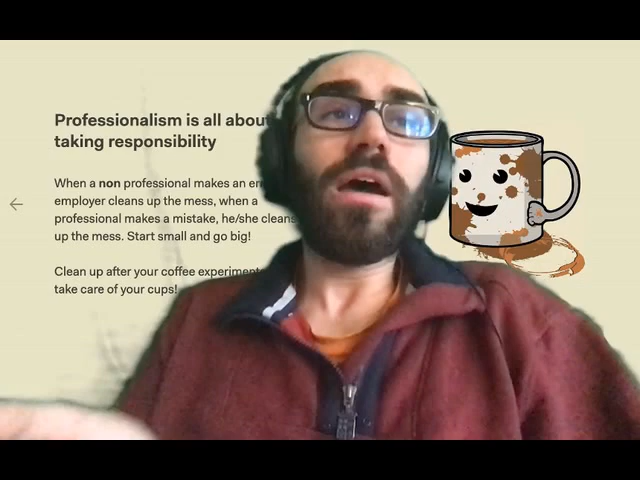 Professionalism is all about
taking responsibility
When a non professional makes an
employer cleans up the mess, when a
professional makes a mistake, he/she cleans
up the mess. Start small and go big!
Clean up after your coffee experiment
take care of your cups!